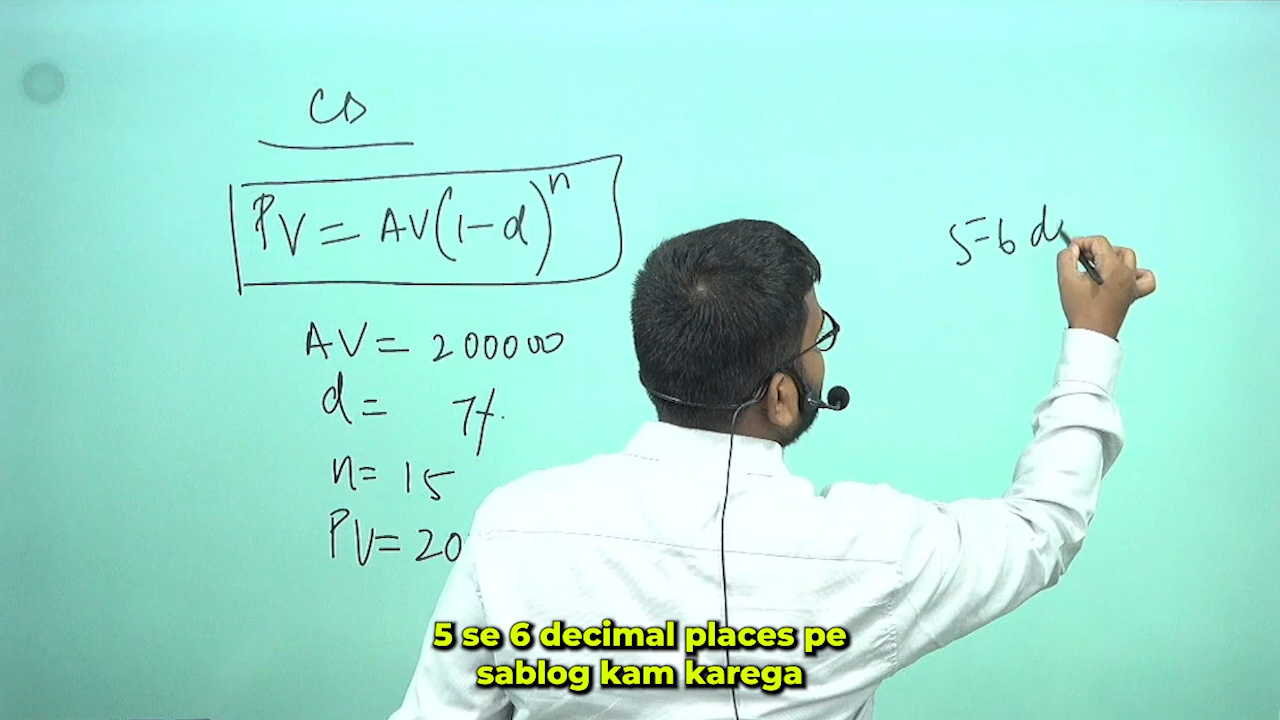 CD
PV = AV(1-d)^n
AV = 200000
d = 7%.
n = 15
PV = 20
5-6 d
5 se 6 decimal places pe
sablog kam karega